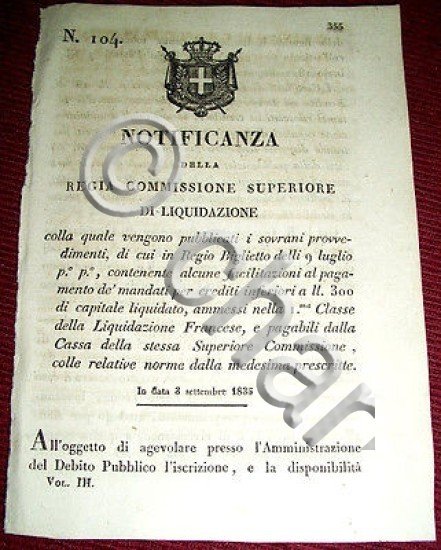 N. 104.
355
NOTIFICANZA
DELLA
REGIA COMMISSIONE SUPERIORE
DI LIQUIDAZIONE
colla quale vengono pubblicati i sovrani provve-
dimenti, di cui in Regio Biglietto delli 9 luglio
p.º p.º, contenente alcune facilitazioni al paga-
mento de' mandati per crediti inferiori a ll. 300
di capitale liquidato, ammessi nella 1.ma Classe
della Liquidazione Francese, e pagabili dalla
Cassa della stessa Superiore Commissione,
colle relative norme dalla medesima prescritte.
In data 3 settembre 1835
All'oggetto di agevolare presso l'Amministrazione
del Debito Pubblico l'iscrizione, e la disponibilità
Vol. III.